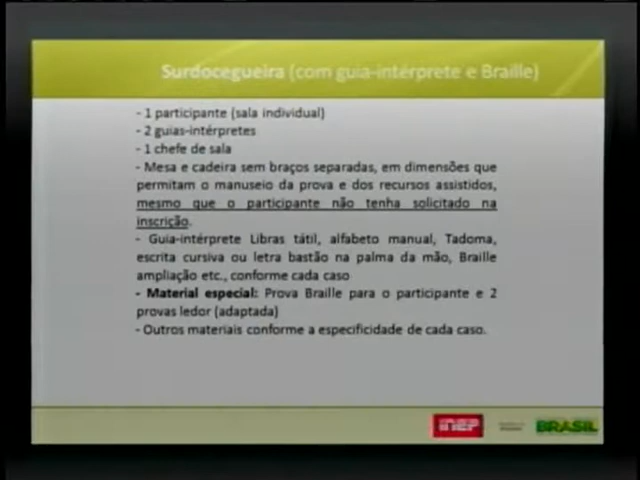 Surdocegueira (com guia-intérprete e Braille)
- 1 participante (sala individual)
- 2 guias-intérpretes
- 1 chefe de sala
- Mesa e cadeira sem braços separadas, em dimensões que
permitam o manuseio da prova e dos recursos assistidos,
mesmo que o participante não tenha solicitado na
inscrição.
- Guia-intérprete Libras tátil, alfabeto manual, Tadoma,
escrita cursiva ou letra bastão na palma da mão, Braille
ampliação etc., conforme cada caso
- Material especial: Prova Braille para o participante e 2
provas ledor (adaptada)
- Outros materiais conforme a especificidade de cada caso.
INEP
BRASIL